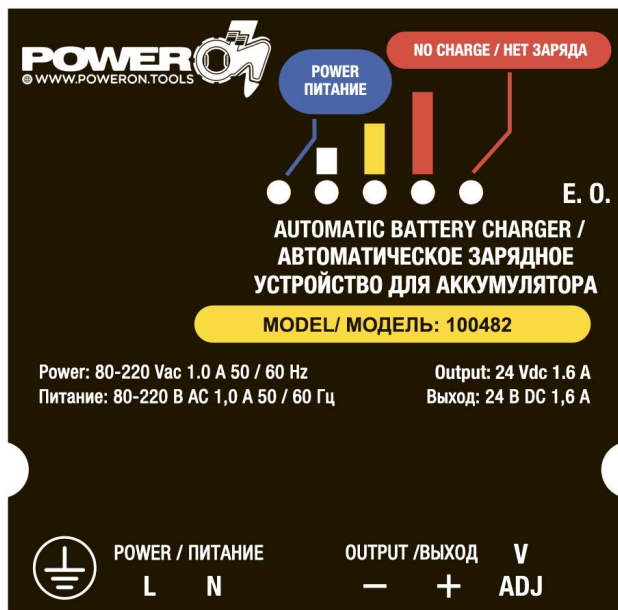 POWERON
WWW.POWERON.TOOLS
POWER
ПИТАНИЕ
NO CHARGE / НЕТ ЗАРЯДА
E. O.
AUTOMATIC BATTERY CHARGER /
АВТОМАТИЧЕСКОЕ ЗАРЯДНОЕ
УСТРОЙСТВО ДЛЯ АККУМУЛЯТОРА
MODEL/ МОДЕЛЬ: 100482
Power: 80-220 Vac 1.0 A 50 / 60 Hz
Питание: 80-220 В AC 1,0 А 50 / 60 Гц
Output: 24 Vdc 1.6 A
Выход: 24 В DC 1,6 А
POWER / ПИТАНИЕ
L N
OUTPUT /ВЫХОД
− +
V
ADJ